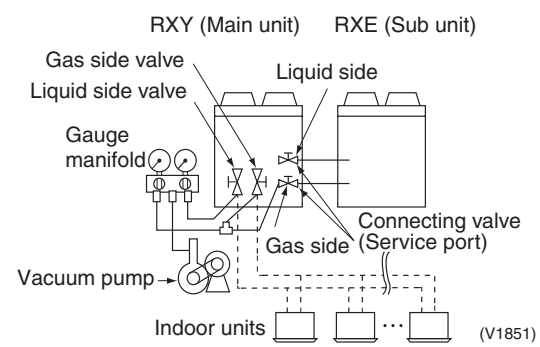 RXY (Main unit)
RXE (Sub unit)
Gas side valve
Liquid side
Liquid side valve
Gauge
manifold
Connecting valve
(Service port)
Gas side
Vacuum pump
Indoor units
(V1851)